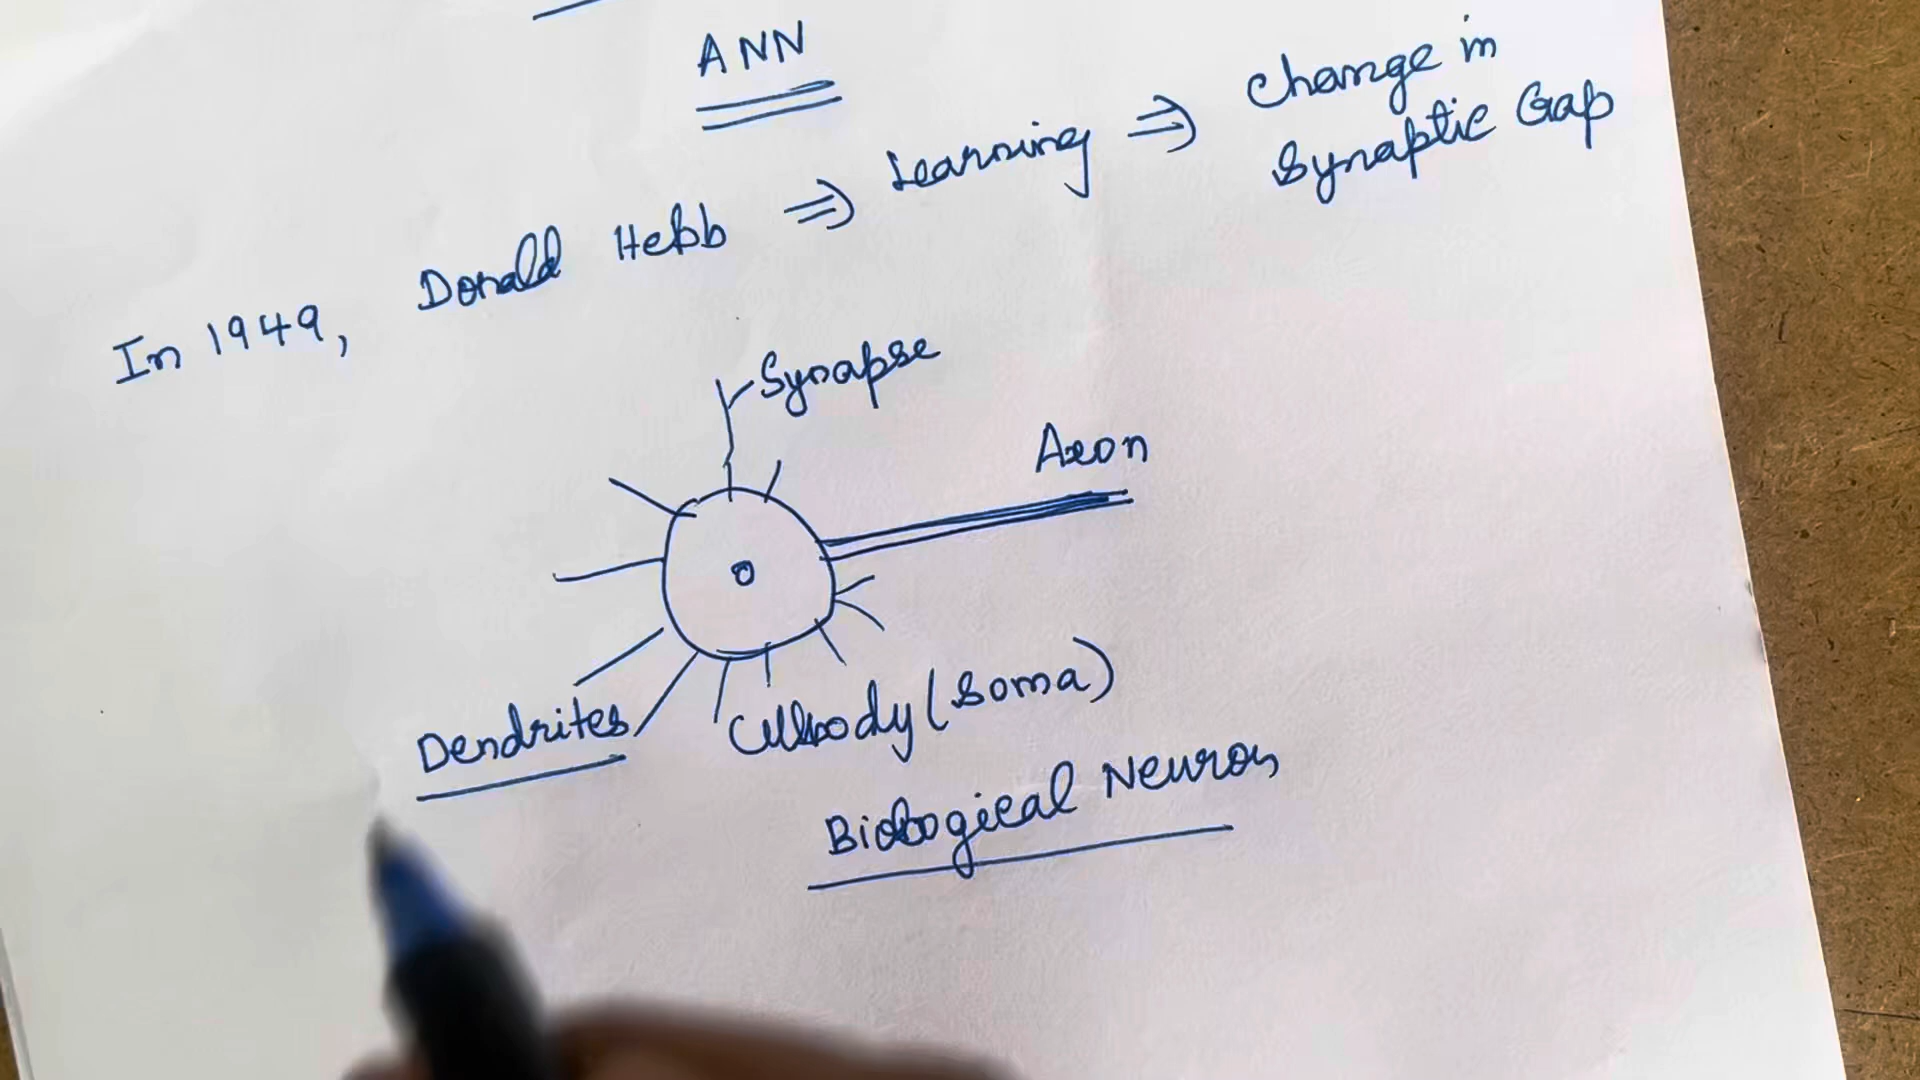 ANN
In 1949, Donald Hebb ⇒ Learning ⇒ Change in
Synaptic Gap
Synapse
Axon
Dendrites
Cellbody (Soma)
Biological Neuron